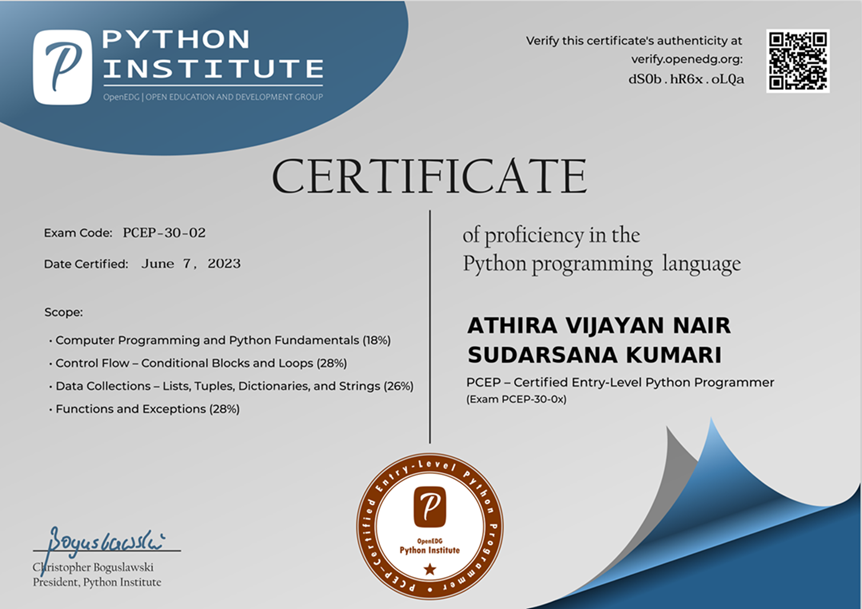 PYTHON
INSTITUTE
OpenEDG | OPEN EDUCATION AND DEVELOPMENT GROUP
Verify this certificate's authenticity at
verify.openedg.org:
dS0b.hR6x.oLQa
CERTIFICATE
Exam Code: PCEP-30-02
Date Certified: June 7, 2023
Scope:
• Computer Programming and Python Fundamentals (18%)
• Control Flow – Conditional Blocks and Loops (28%)
• Data Collections – Lists, Tuples, Dictionaries, and Strings (26%)
• Functions and Exceptions (28%)
of proficiency in the
Python programming language
ATHIRA VIJAYAN NAIR
SUDARSANA KUMARI
PCEP – Certified Entry-Level Python Programmer
(Exam PCEP-30-0x)
PCEP-Certified Entry-Level Python Programmer
OpenEDG
Python Institute
Boguslawski
Christopher Boguslawski
President, Python Institute